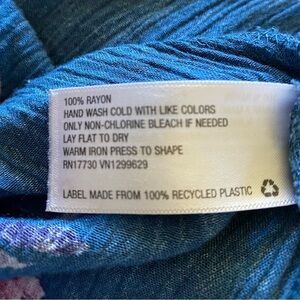 100% RAYON
HAND WASH COLD WITH LIKE COLORS
ONLY NON-CHLORINE BLEACH IF NEEDED
LAY FLAT TO DRY
WARM IRON PRESS TO SHAPE
RN17730 VN1299629
LABEL MADE FROM 100% RECYCLED PLASTIC